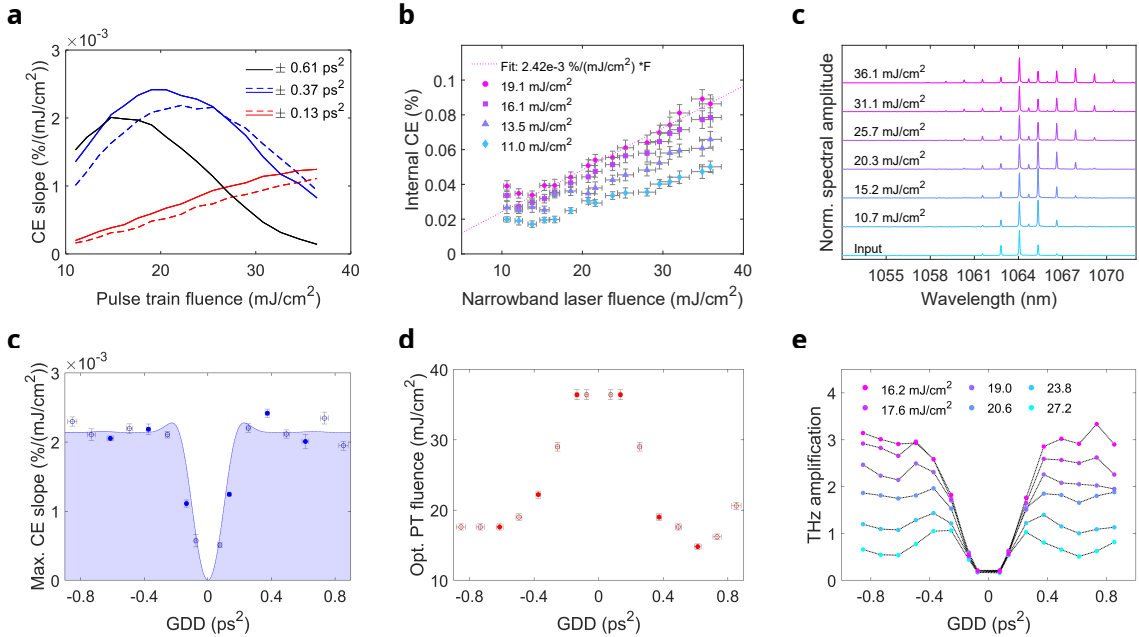 a
×10⁻³
CE slope (%/(mJ/cm²))
3
2
1
0
± 0.61 ps²
± 0.37 ps²
± 0.13 ps²
10
20
30
40
Pulse train fluence (mJ/cm²)
b
Internal CE (%)
0.1
0.08
0.06
0.04
0.02
0
Fit: 2.42e-3 %/(mJ/cm²) *F
19.1 mJ/cm²
16.1 mJ/cm²
13.5 mJ/cm²
11.0 mJ/cm²
10
20
30
40
Narrowband laser fluence (mJ/cm²)
c
Norm. spectral amplitude
36.1 mJ/cm²
31.1 mJ/cm²
25.7 mJ/cm²
20.3 mJ/cm²
15.2 mJ/cm²
10.7 mJ/cm²
Input
1055
1058
1061
1064
1067
1070
Wavelength (nm)
c
×10⁻³
Max. CE slope (%/(mJ/cm²))
3
2
1
0
-0.8
-0.4
0
0.4
0.8
GDD (ps²)
d
Opt. PT fluence (mJ/cm²)
40
30
20
10
-0.8
-0.4
0
0.4
0.8
GDD (ps²)
e
THz amplification
4
3
2
1
0
16.2 mJ/cm²
19.0
23.8
17.6 mJ/cm²
20.6
27.2
-0.8
-0.4
0
0.4
0.8
GDD (ps²)